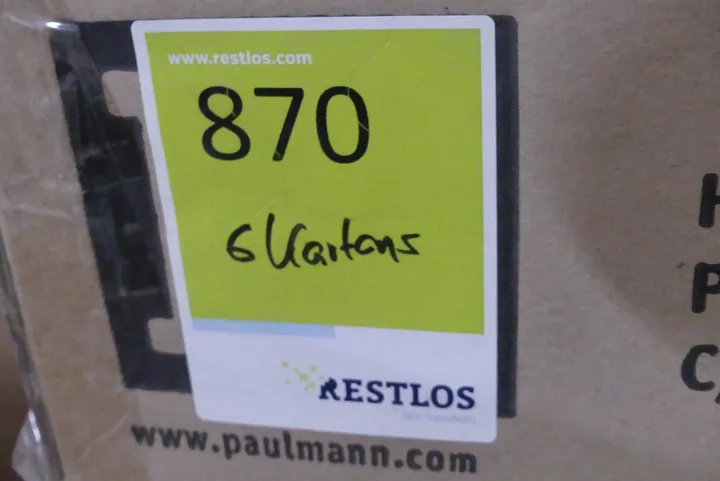 www.restlos.com
870
6 Kartons
RESTLOS
www.paulmann.com
H
P
C/